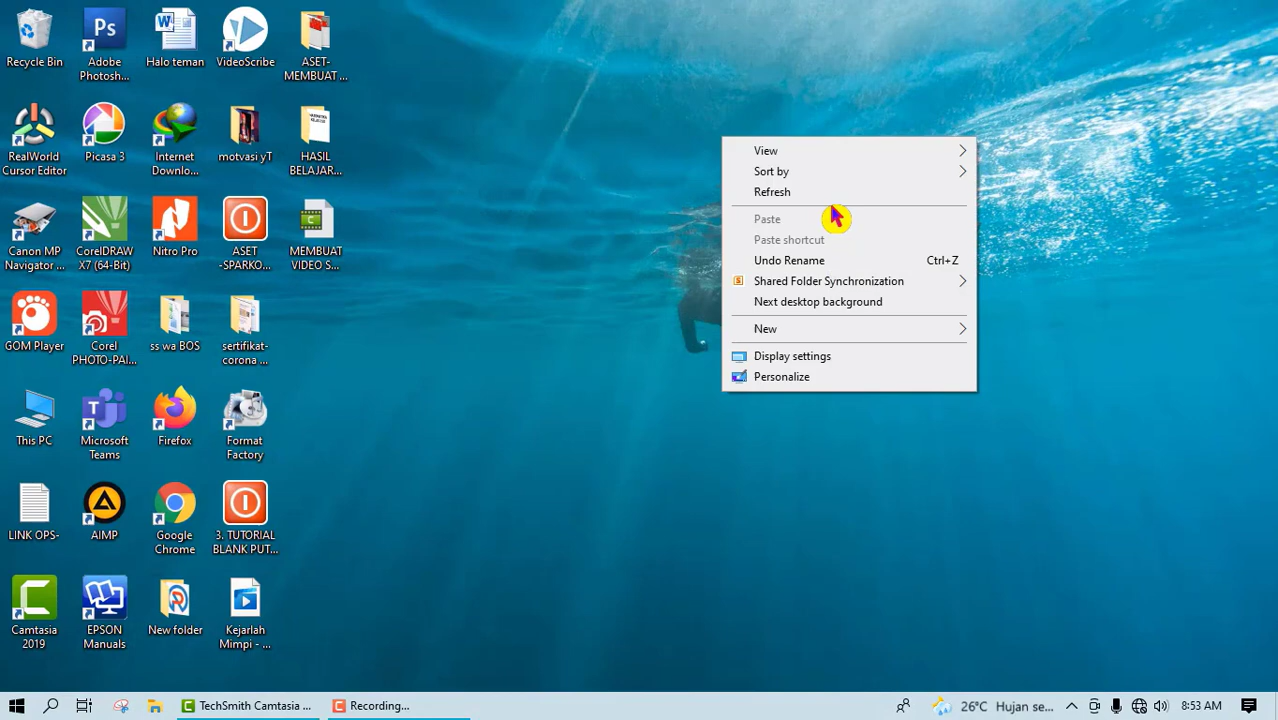 Recycle Bin
Adobe
Photosh...
Halo teman
VideoScribe
ASET-
MEMBUAT ...
RealWorld
Cursor Editor
Picasa 3
Internet
Downlo...
motvasi yT
HASIL
BELAJAR...
Canon MP
Navigator ...
CorelDRAW
X7 (64-Bit)
Nitro Pro
ASET
-SPARKO...
MEMBUAT
VIDEO S...
GOM Player
Corel
PHOTO-PAI...
ss wa BOS
sertifikat-
corona ...
This PC
Microsoft
Teams
Firefox
Format
Factory
LINK OPS-
AIMP
Google
Chrome
3. TUTORIAL
BLANK PUT...
Camtasia
2019
EPSON
Manuals
New folder
Kejarlah
Mimpi - ...
View
Sort by
Refresh
Paste
Paste shortcut
Undo Rename Ctrl+Z
Shared Folder Synchronization
Next desktop background
New
Display settings
Personalize
TechSmith Camtasia ...
Recording...
26°C Hujan se...
8:53 AM